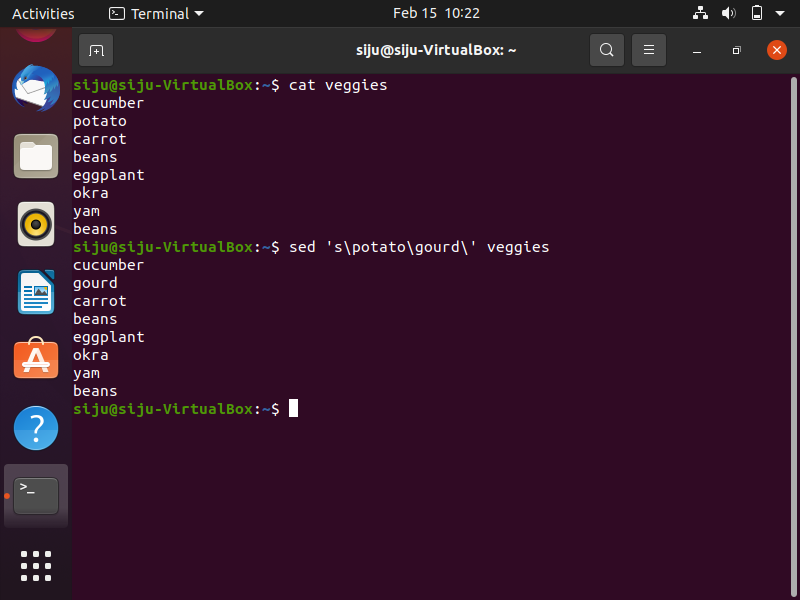 Activities Terminal Feb 15 10:22
siju@siju-VirtualBox: ~
siju@siju-VirtualBox:~$ cat veggies
cucumber
potato
carrot
beans
eggplant
okra
yam
beans
siju@siju-VirtualBox:~$ sed 's\potato\gourd\' veggies
cucumber
gourd
carrot
beans
eggplant
okra
yam
beans
siju@siju-VirtualBox:~$